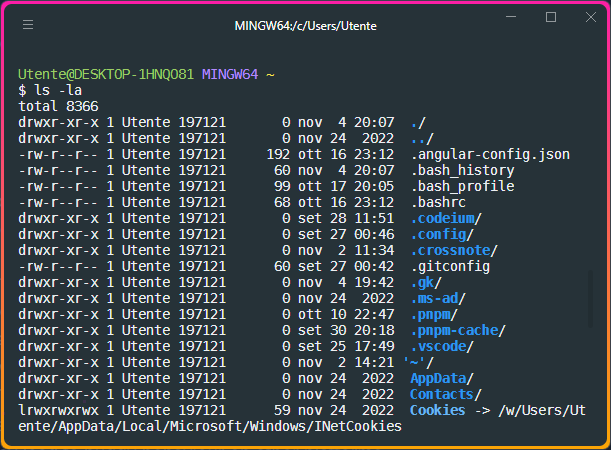 MINGW64:/c/Users/Utente
Utente@DESKTOP-1HNQO81 MINGW64 ~
$ ls -la
total 8366
drwxr-xr-x 1 Utente 197121      0 nov  4 20:07  ./
drwxr-xr-x 1 Utente 197121      0 nov 24  2022  ../
-rw-r--r-- 1 Utente 197121    192 ott 16 23:12  .angular-config.json
-rw-r--r-- 1 Utente 197121     60 nov  4 20:07  .bash_history
-rw-r--r-- 1 Utente 197121     99 ott 17 20:05  .bash_profile
-rw-r--r-- 1 Utente 197121     68 ott 16 23:12  .bashrc
drwxr-xr-x 1 Utente 197121      0 set 28 11:51  .codeium/
drwxr-xr-x 1 Utente 197121      0 set 27 00:46  .config/
drwxr-xr-x 1 Utente 197121      0 nov  2 11:34  .crossnote/
-rw-r--r-- 1 Utente 197121     60 set 27 00:42  .gitconfig
drwxr-xr-x 1 Utente 197121      0 nov  4 19:42  .gk/
drwxr-xr-x 1 Utente 197121      0 nov 24  2022  .ms-ad/
drwxr-xr-x 1 Utente 197121      0 ott 10 22:47  .pnpm/
drwxr-xr-x 1 Utente 197121      0 set 30 20:18  .pnpm-cache/
drwxr-xr-x 1 Utente 197121      0 set 25 17:49  .vscode/
drwxr-xr-x 1 Utente 197121      0 nov  2 14:21 '~'/
drwxr-xr-x 1 Utente 197121      0 nov 24  2022  AppData/
drwxr-xr-x 1 Utente 197121      0 nov 24  2022  Contacts/
lrwxrwxrwx 1 Utente 197121     59 nov 24  2022  Cookies -> /w/Users/Ut
ente/AppData/Local/Microsoft/Windows/INetCookies